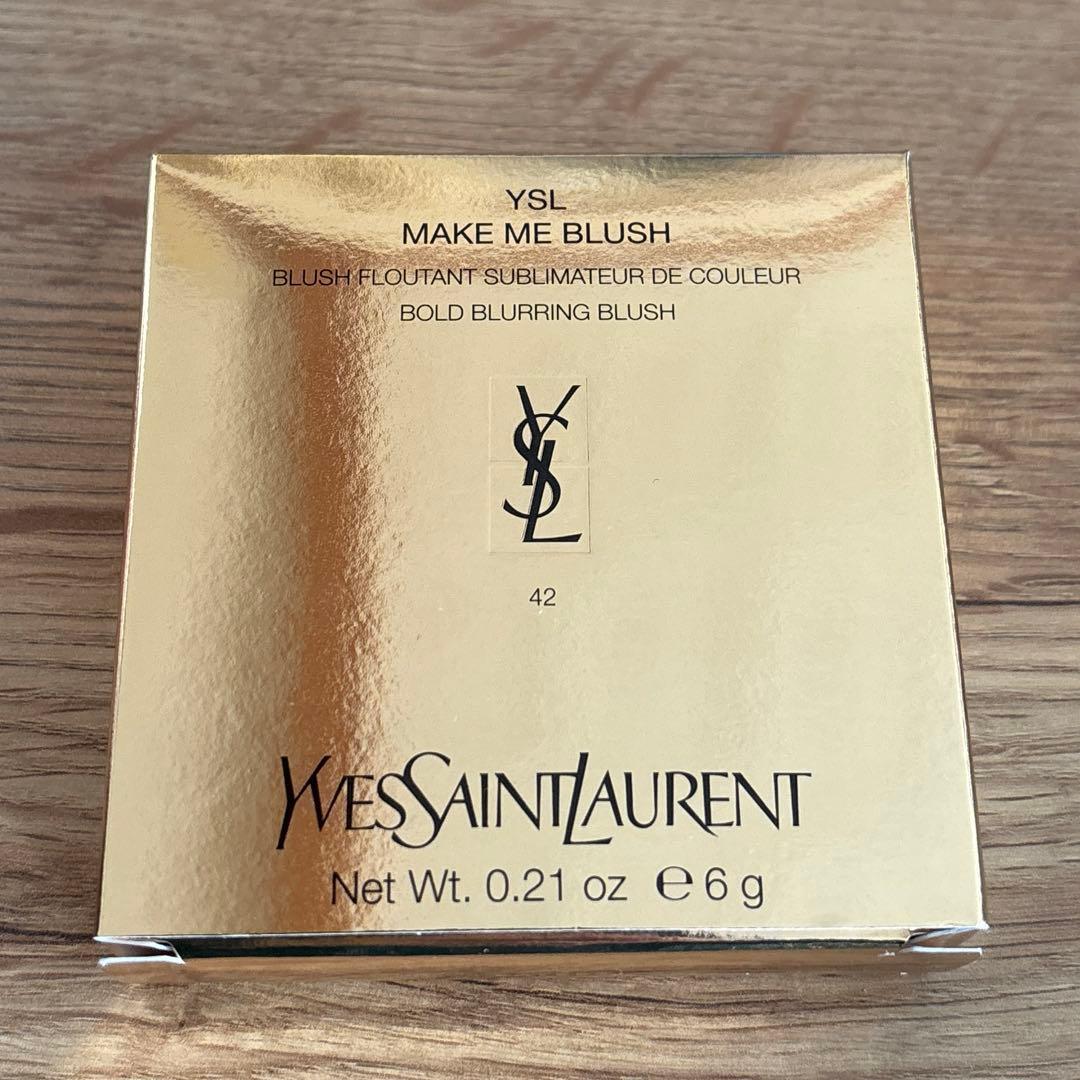 YSL
MAKE ME BLUSH
BLUSH FLOUTANT SUBLIMATEUR DE COULEUR
BOLD BLURRING BLUSH
YSL
42
YVESSAINTLAURENT
Net Wt. 0.21 oz ℮ 6 g